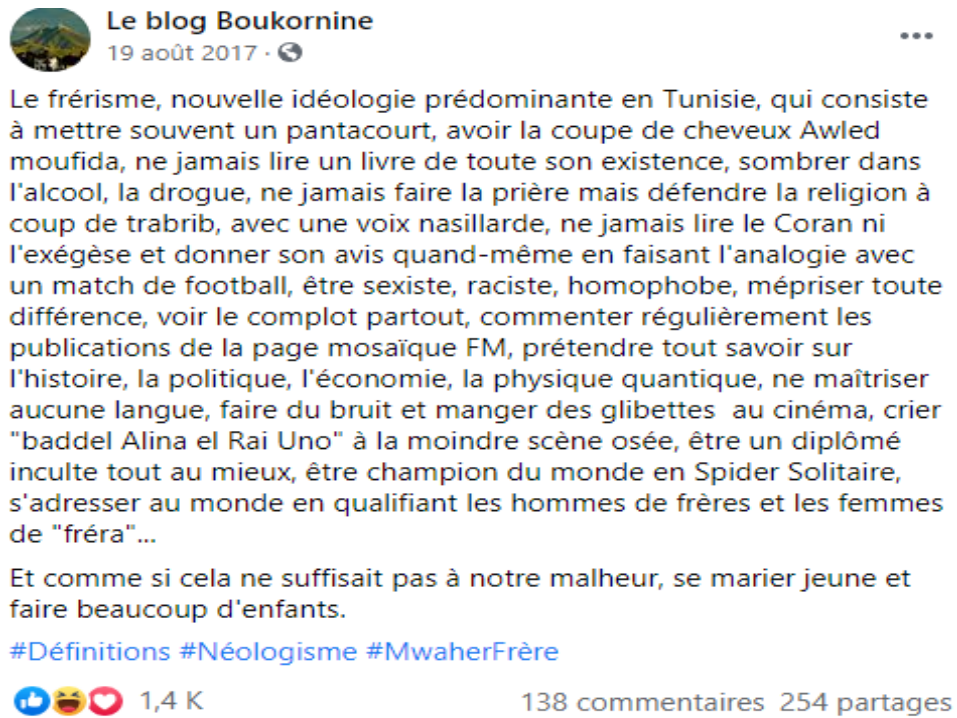 Le blog Boukornine
19 août 2017 ·
Le frérisme, nouvelle idéologie prédominante en Tunisie, qui consiste
à mettre souvent un pantacourt, avoir la coupe de cheveux Awled
moufida, ne jamais lire un livre de toute son existence, sombrer dans
l'alcool, la drogue, ne jamais faire la prière mais défendre la religion à
coup de trabrib, avec une voix nasillarde, ne jamais lire le Coran ni
l'exégèse et donner son avis quand-même en faisant l'analogie avec
un match de football, être sexiste, raciste, homophobe, mépriser toute
différence, voir le complot partout, commenter régulièrement les
publications de la page mosaïque FM, prétendre tout savoir sur
l'histoire, la politique, l'économie, la physique quantique, ne maîtriser
aucune langue, faire du bruit et manger des glibettes au cinéma, crier
"baddel Alina el Rai Uno" à la moindre scène osée, être un diplômé
inculte tout au mieux, être champion du monde en Spider Solitaire,
s'adresser au monde en qualifiant les hommes de frères et les femmes
de "fréra"...
Et comme si cela ne suffisait pas à notre malheur, se marier jeune et
faire beaucoup d'enfants.
#Définitions #Néologisme #MwaherFrère
1,4 K 138 commentaires 254 partages